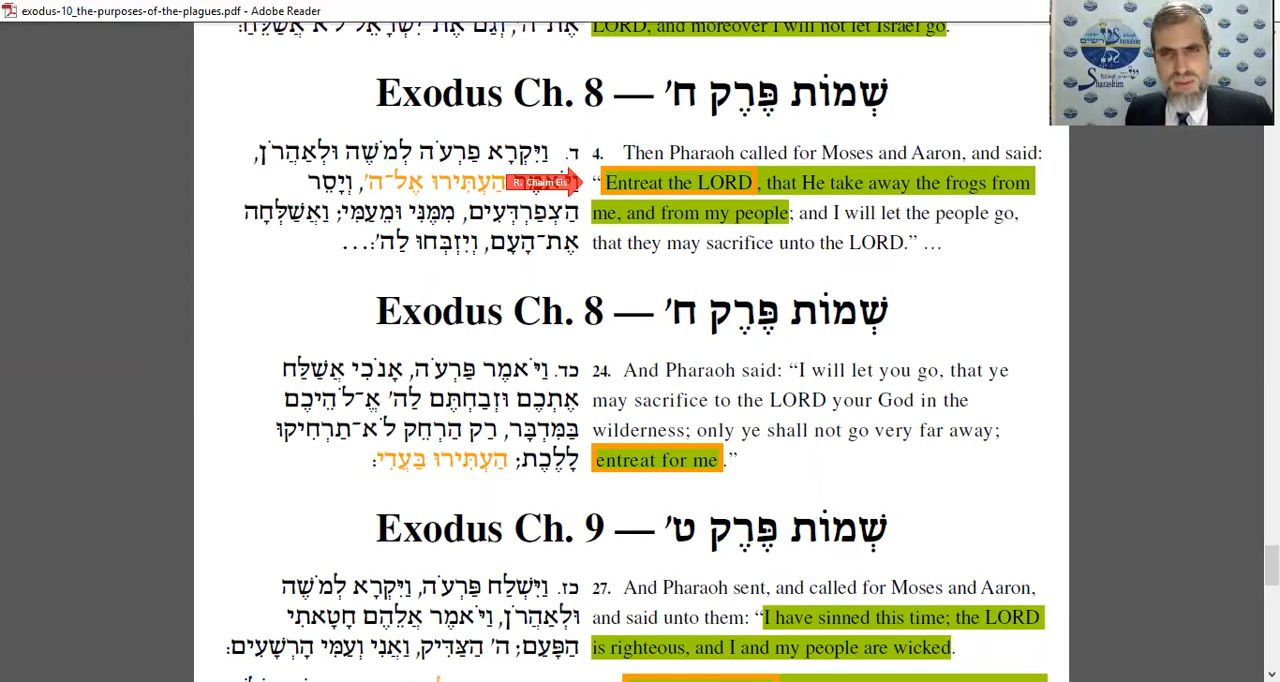 exodus-10_the-purposes-of-the-plagues.pdf - Adobe Reader
אֶת ה', וְגַם אֶת יִשְׂרָאֵל לֹא אֲשַׁלֵּחַ:
LORD, and moreover I will not let Israel go.
Exodus Ch. 8 — שְׁמוֹת פֶּרֶק ח'
ד. וַיִּקְרָא פַרְעֹה לְמֹשֶׁה וּלְאַהֲרֹן,
הַעְתִּירוּ אֶל־ה', וְיָסֵר
הַצְפַרְדְּעִים, מִמֶּנִּי וּמֵעַמִּי; וַאֲשַׁלְּחָה
אֶת־הָעָם, וְיִזְבְּחוּ לַה':...
R. Chaim Eis
4. Then Pharaoh called for Moses and Aaron, and said:
“Entreat the LORD, that He take away the frogs from
me, and from my people; and I will let the people go,
that they may sacrifice unto the LORD.” …
Exodus Ch. 8 — שְׁמוֹת פֶּרֶק ח'
כד. וַיֹּאמֶר פַּרְעֹה, אָנֹכִי אֲשַׁלַּח
אֶתְכֶם וּזְבַחְתֶּם לַה' אֱ־לֹהֵיכֶם
בַּמִּדְבָּר, רַק הַרְחֵק לֹא־תַרְחִיקוּ
לָלֶכֶת; הַעְתִּירוּ בַּעֲדִי:
24. And Pharaoh said: “I will let you go, that ye
may sacrifice to the LORD your God in the
wilderness; only ye shall not go very far away;
entreat for me.”
Exodus Ch. 9 — שְׁמוֹת פֶּרֶק ט'
כז. וַיִּשְׁלַח פַּרְעֹה, וַיִּקְרָא לְמֹשֶׁה
וּלְאַהֲרֹן, וַיֹּאמֶר אֲלֵהֶם חָטָאתִי
הַפָּעַם; ה' הַצַּדִּיק, וַאֲנִי וְעַמִּי הָרְשָׁעִים:
27. And Pharaoh sent, and called for Moses and Aaron,
and said unto them: “I have sinned this time; the LORD
is righteous, and I and my people are wicked.
Sharashim